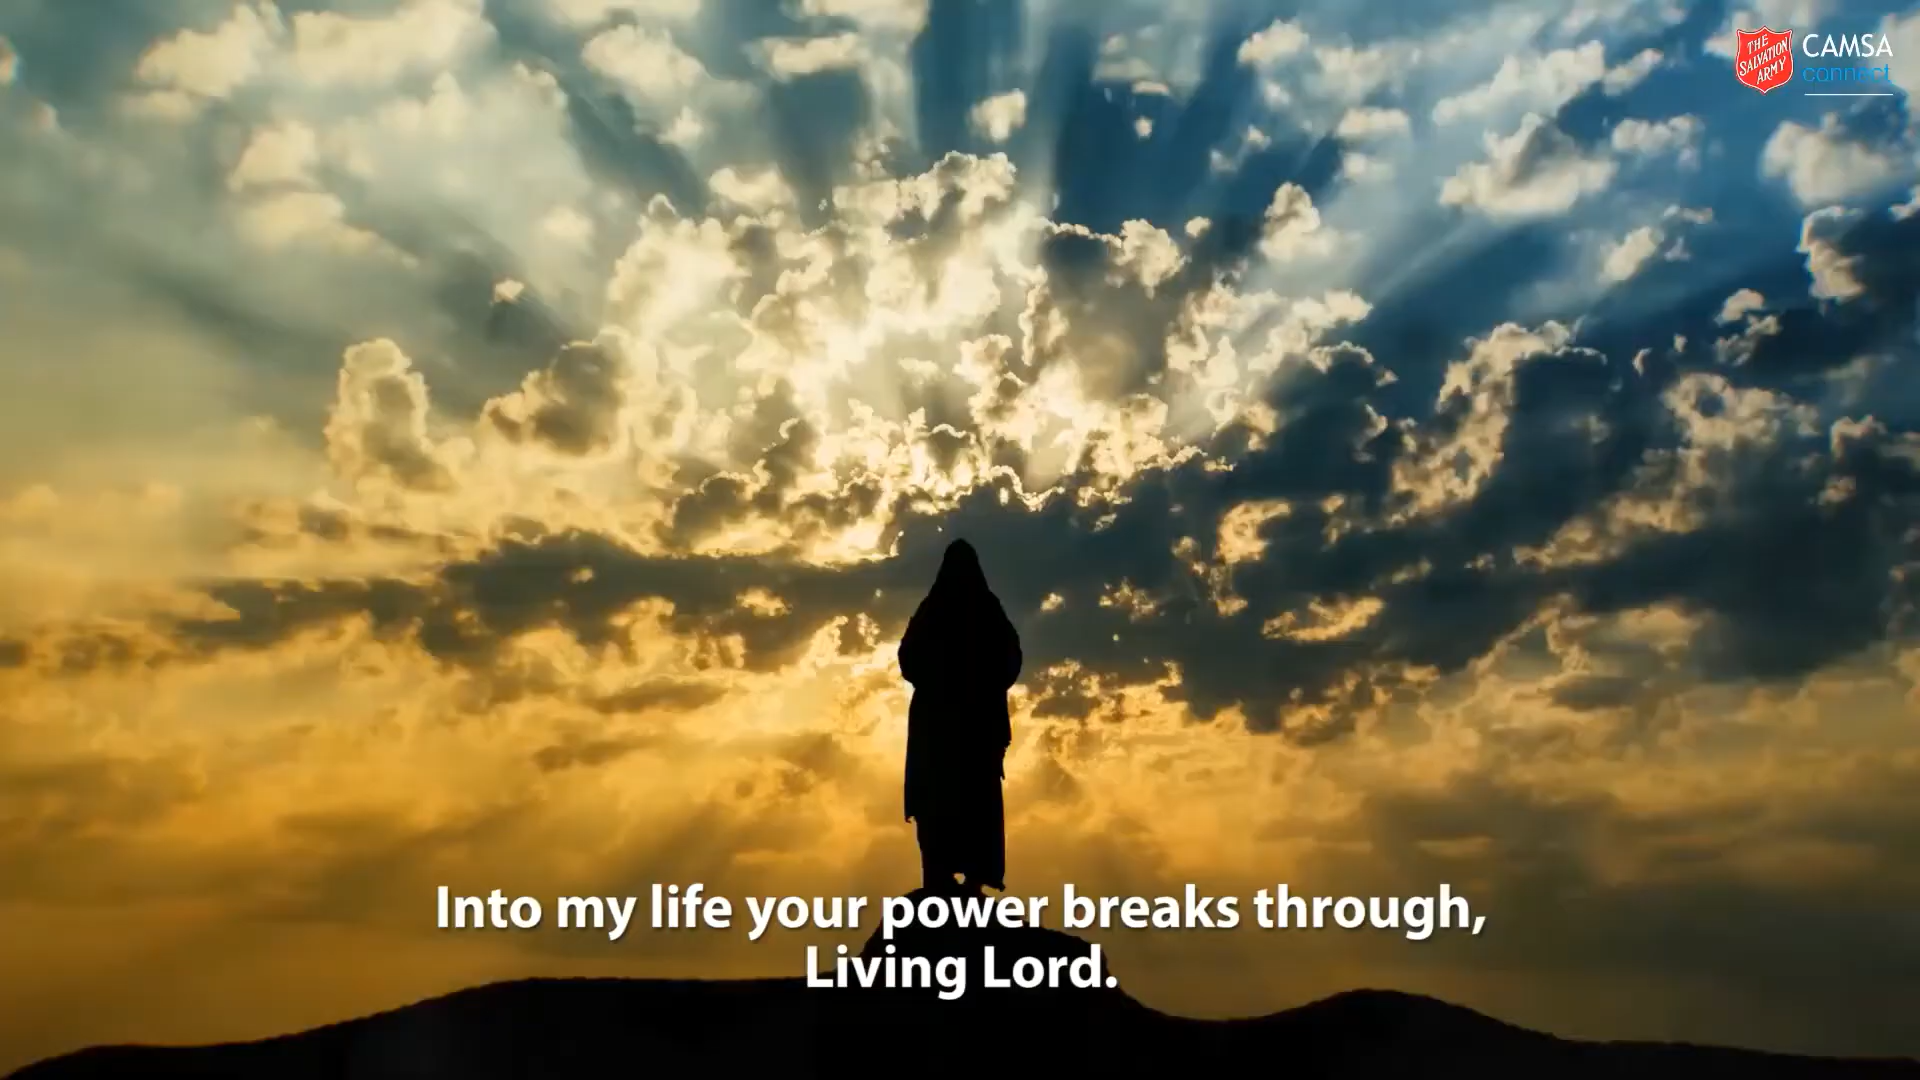 THE
SALVATION
ARMY
CAMSA
connect
Into my life your power breaks through,
Living Lord.